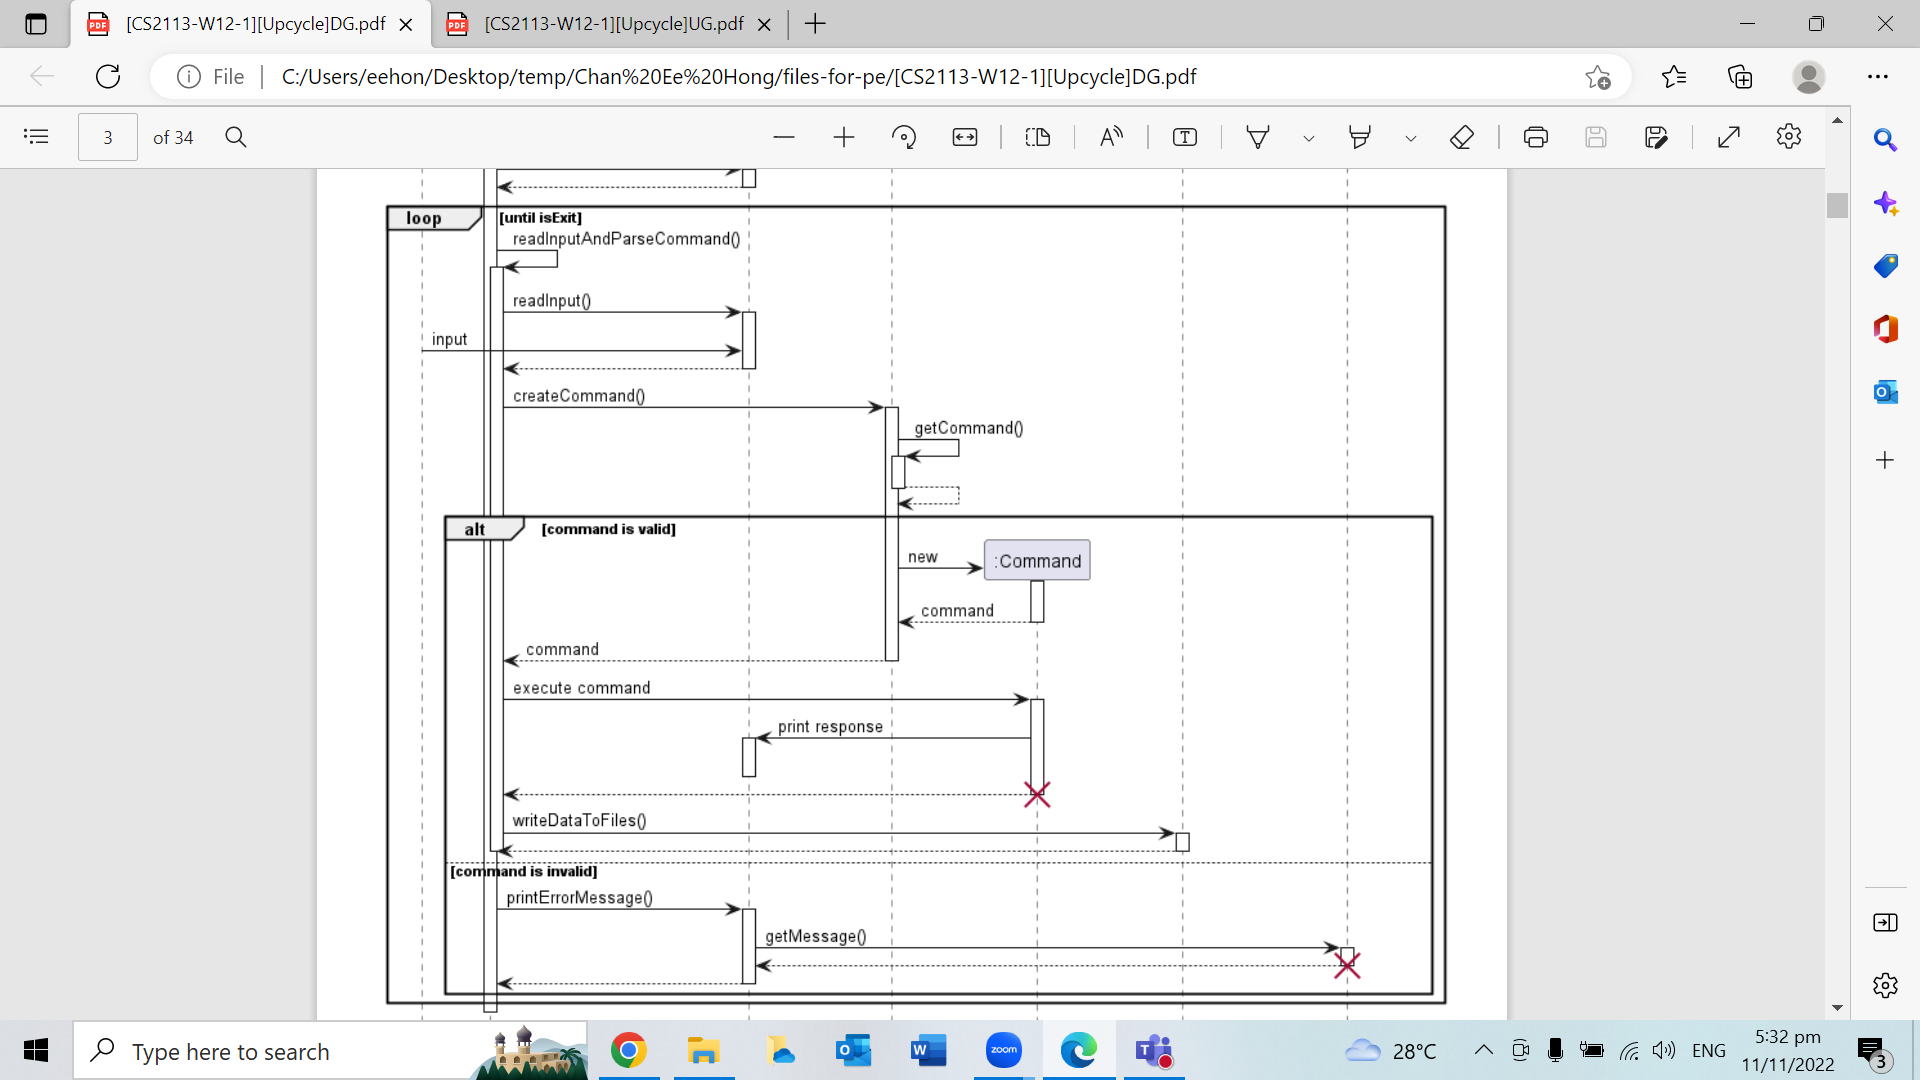 [CS2113-W12-1][Upcycle]DG.pdf
[CS2113-W12-1][Upcycle]UG.pdf
File
C:/Users/eehon/Desktop/temp/Chan%20Ee%20Hong/files-for-pe/[CS2113-W12-1][Upcycle]DG.pdf
3 of 34
loop [until isExit]
readInputAndParseCommand()
readInput()
input
createCommand()
getCommand()
alt [command is valid]
new
:Command
command
command
execute command
print response
writeDataToFiles()
[command is invalid]
printErrorMessage()
getMessage()
Type here to search
zoom
28°C
ENG
5:32 pm
11/11/2022
3